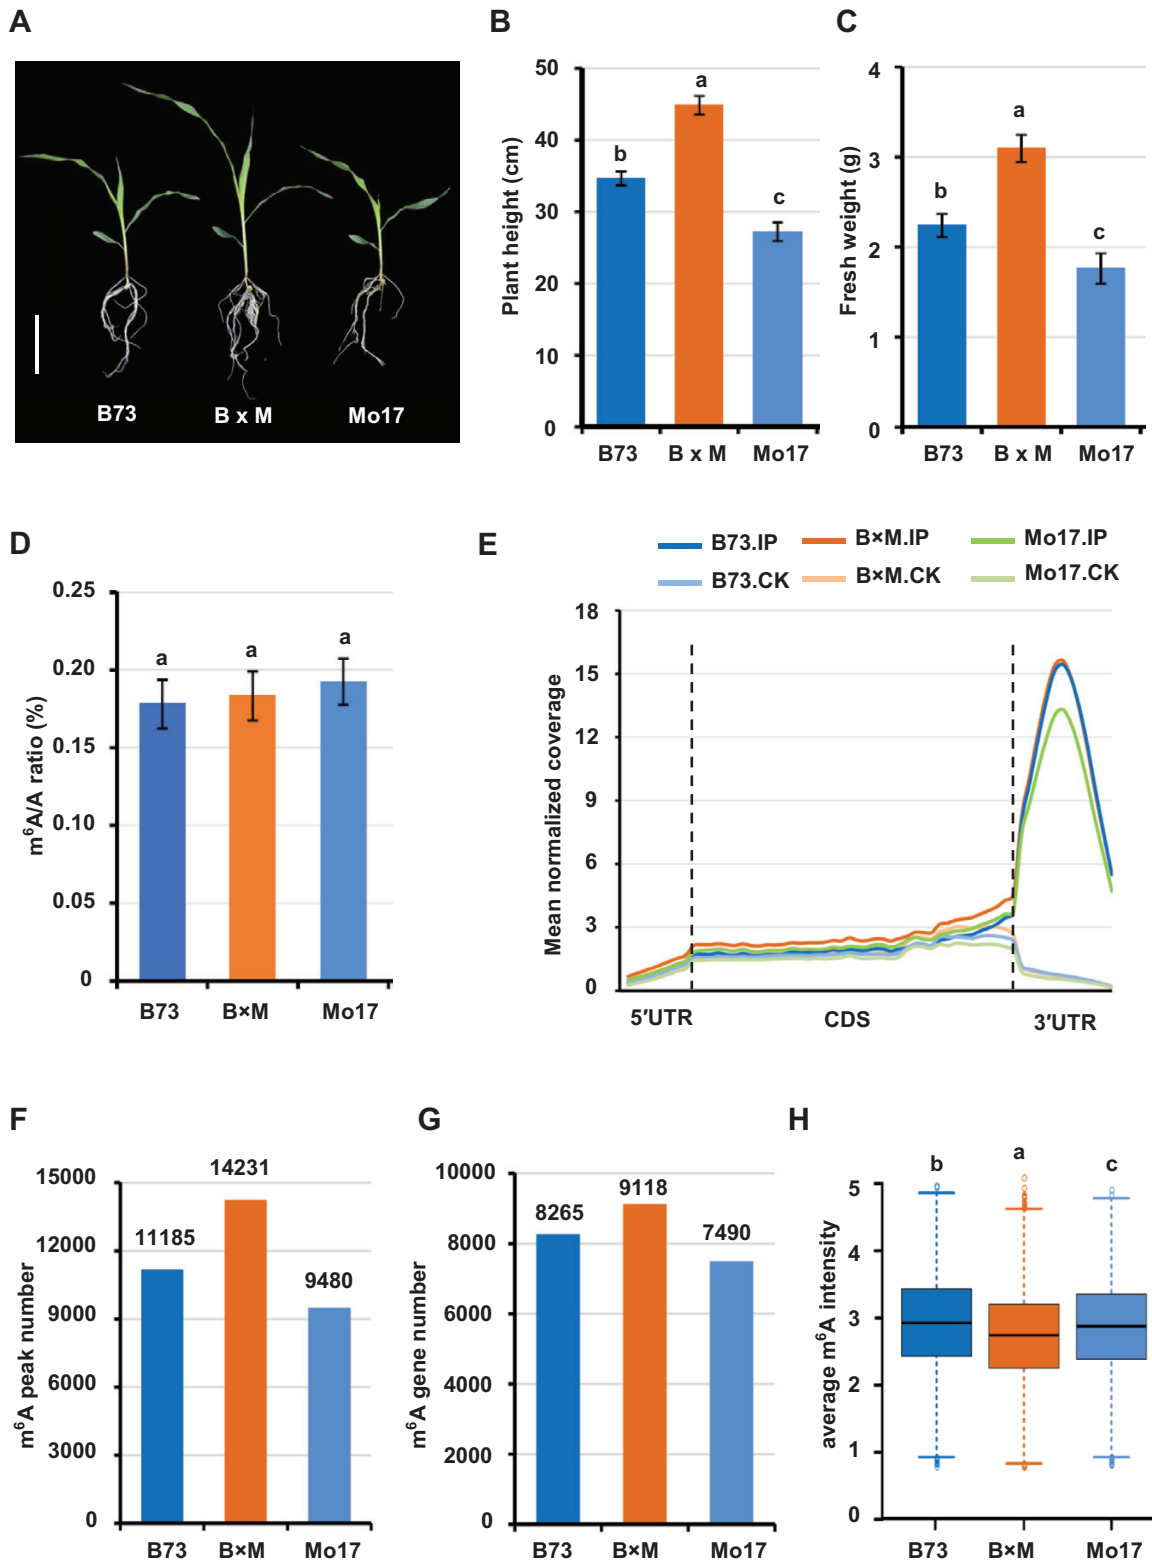 A
B73
B x M
Mo17
B
Plant height (cm)
50
40
30
20
10
0
b
a
c
B73
B x M
Mo17
C
Fresh weight (g)
4
3
2
1
0
b
a
c
B73
B x M
Mo17
D
m⁶A/A ratio (%)
0.25
0.20
0.15
0.10
0.05
0
a
a
a
B73
B×M
Mo17
E
B73.IP
B×M.IP
Mo17.IP
B73.CK
B×M.CK
Mo17.CK
Mean normalized coverage
18
15
12
9
6
3
0
5′UTR
CDS
3′UTR
F
m⁶A peak number
15000
12000
9000
6000
3000
0
11185
14231
9480
B73
B×M
Mo17
G
m⁶A gene number
10000
8000
6000
4000
2000
0
8265
9118
7490
B73
B×M
Mo17
H
average m⁶A intensity
5
4
3
2
1
0
b
a
c
B73
B×M
Mo17